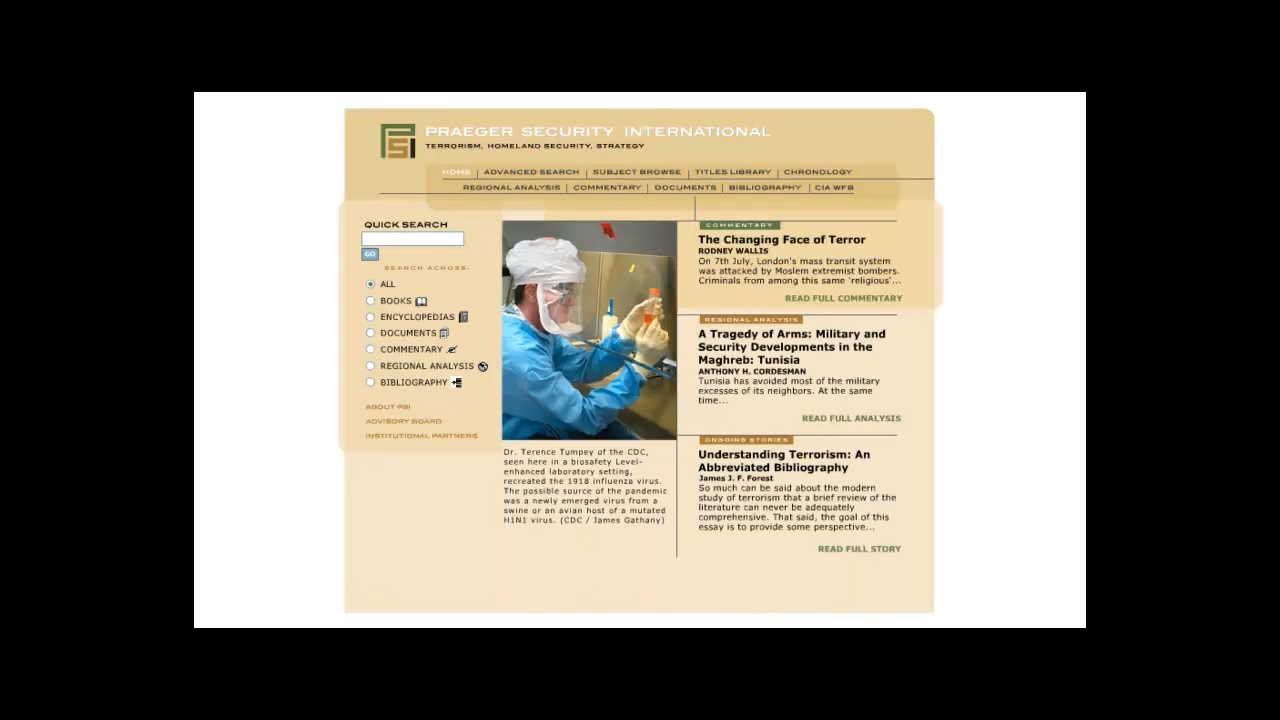 PSI
PRAEGER SECURITY INTERNATIONAL
TERRORISM, HOMELAND SECURITY, STRATEGY
HOME | ADVANCED SEARCH | SUBJECT BROWSE | TITLES LIBRARY | CHRONOLOGY
REGIONAL ANALYSIS | COMMENTARY | DOCUMENTS | BIBLIOGRAPHY | CIA WFB
QUICK SEARCH
GO
SEARCH ACROSS:
ALL
BOOKS
ENCYCLOPEDIAS
DOCUMENTS
COMMENTARY
REGIONAL ANALYSIS
BIBLIOGRAPHY
ABOUT PSI
ADVISORY BOARD
INSTITUTIONAL PARTNERS
Dr. Terence Tumpey of the CDC,
seen here in a biosafety Level-
enhanced laboratory setting,
recreated the 1918 influenza virus.
The possible source of the pandemic
was a newly emerged virus from a
swine or an avian host of a mutated
H1N1 virus. (CDC / James Gathany)
COMMENTARY
The Changing Face of Terror
RODNEY WALLIS
On 7th July, London's mass transit system
was attacked by Moslem extremist bombers.
Criminals from among this same 'religious'...
READ FULL COMMENTARY
REGIONAL ANALYSIS
A Tragedy of Arms: Military and
Security Developments in the
Maghreb: Tunisia
ANTHONY H. CORDESMAN
Tunisia has avoided most of the military
excesses of its neighbors. At the same
time...
READ FULL ANALYSIS
ONGOING STORIES
Understanding Terrorism: An
Abbreviated Bibliography
James J. F. Forest
So much can be said about the modern
study of terrorism that a brief review of the
literature can never be adequately
comprehensive. That said, the goal of this
essay is to provide some perspective...
READ FULL STORY